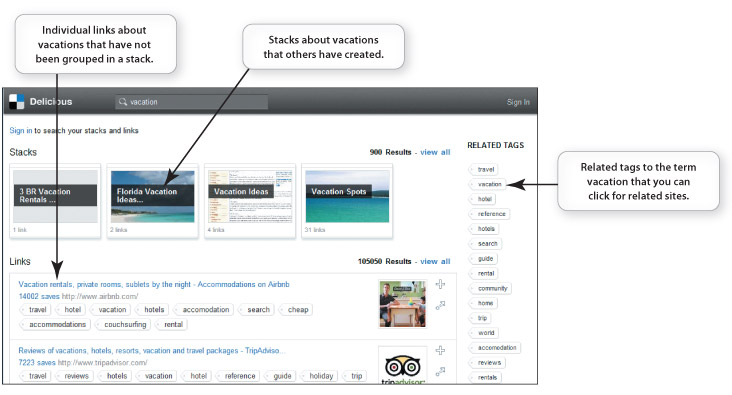 Individual links about
vacations that have not
been grouped in a stack.
Stacks about vacations
that others have created.
Delicious
vacation
Sign In
Sign in to search your stacks and links
Stacks
900 Results - view all
3 BR Vacation
Rentals ...
1 link
Florida Vacation
Ideas...
2 links
Vacation Ideas
4 links
Vacation Spots
31 links
Links
105050 Results - view all
Vacation rentals, private rooms, sublets by the night - Accommodations on Airbnb
14002 saves http://www.airbnb.com/
travel hotel vacation hotels accomodation search cheap
accommodations couchsurfing rental
Reviews of vacations, hotels, resorts, vacation and travel packages - TripAdviso...
7223 saves http://www.tripadvisor.com/
travel reviews hotels vacation hotel reference guide holiday trip
tripadvisor
RELATED TAGS
travel
vacation
hotel
reference
hotels
search
guide
rental
community
home
trip
world
accomodation
reviews
rentals
Related tags to the term
vacation that you can
click for related sites.